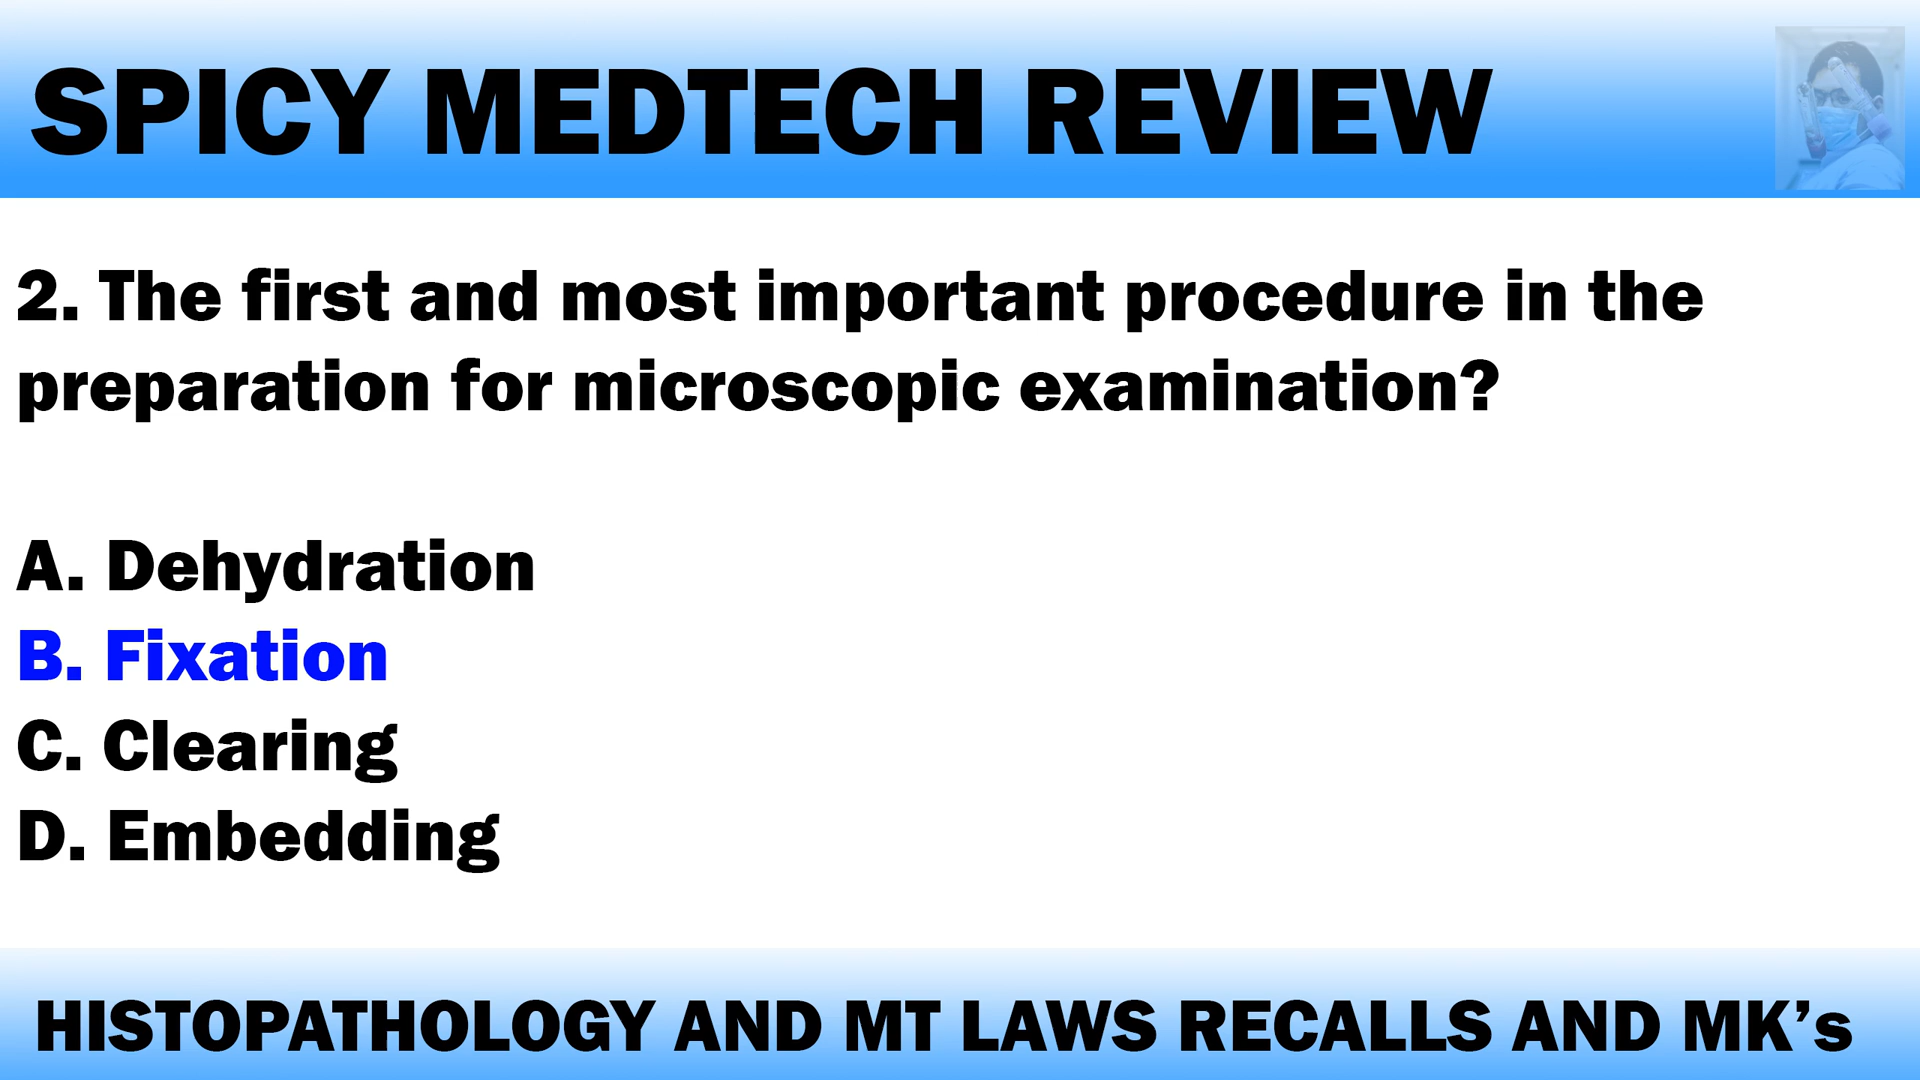 SPICY MEDTECH REVIEW
2. The first and most important procedure in the
preparation for microscopic examination?
A. Dehydration
B. Fixation
C. Clearing
D. Embedding
HISTOPATHOLOGY AND MT LAWS RECALLS AND MK’s